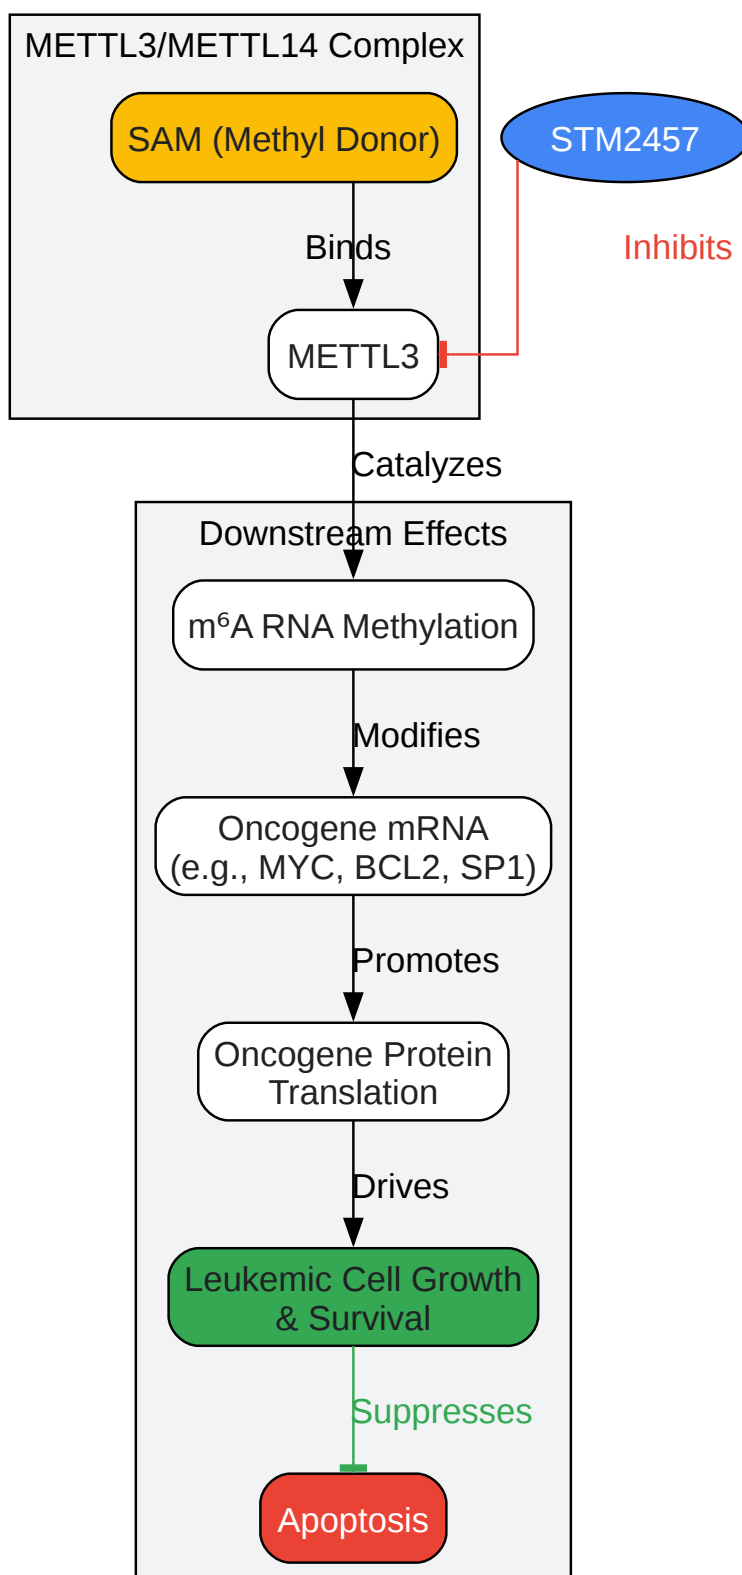 METTL3/METTL14 Complex
SAM (Methyl Donor)
STM2457
Binds
Inhibits
METTL3
Catalyzes
Downstream Effects
m⁶A RNA Methylation
Modifies
Oncogene mRNA
(e.g., MYC, BCL2, SP1)
Promotes
Oncogene Protein
Translation
Drives
Leukemic Cell Growth
& Survival
Suppresses
Apoptosis